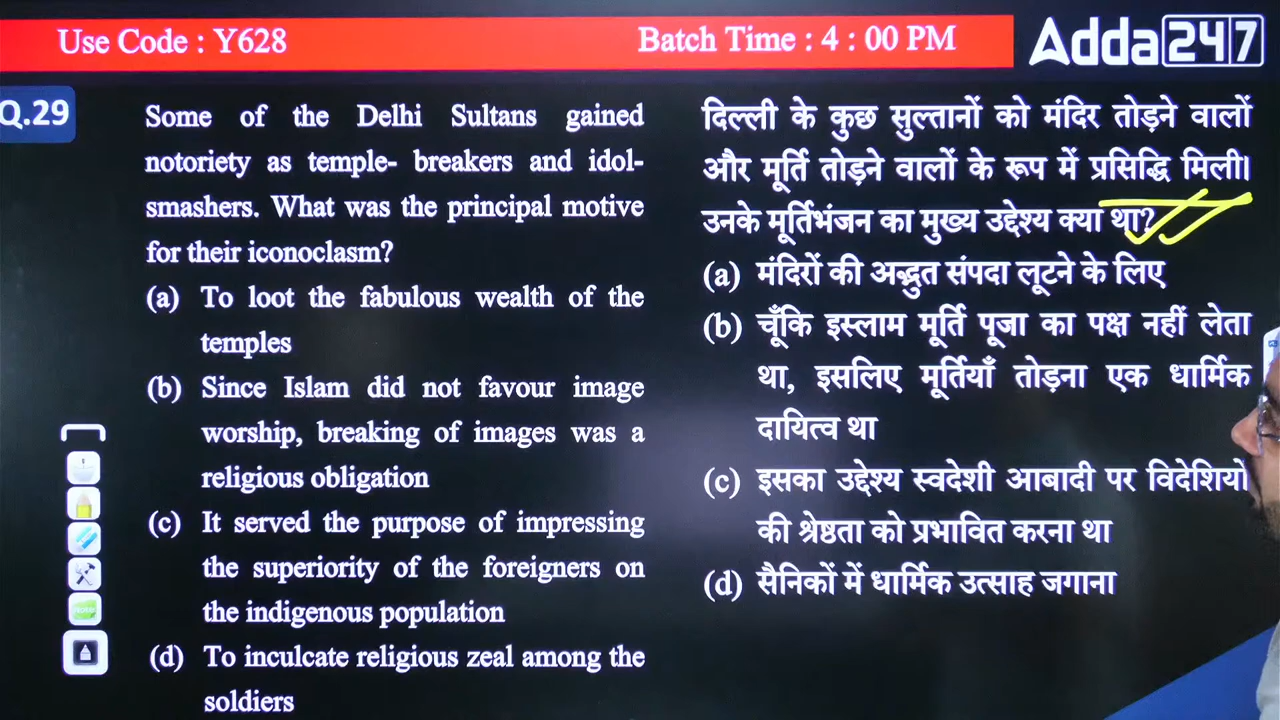 Use Code : Y628
Batch Time : 4 : 00 PM
Adda247
Q.29
Some of the Delhi Sultans gained
notoriety as temple- breakers and idol-
smashers. What was the principal motive
for their iconoclasm?
(a) To loot the fabulous wealth of the
temples
(b) Since Islam did not favour image
worship, breaking of images was a
religious obligation
(c) It served the purpose of impressing
the superiority of the foreigners on
the indigenous population
(d) To inculcate religious zeal among the
soldiers
दिल्ली के कुछ सुल्तानों को मंदिर तोड़ने वालों
और मूर्ति तोड़ने वालों के रूप में प्रसिद्धि मिली।
उनके मूर्तिभंजन का मुख्य उद्देश्य क्या था?
(a) मंदिरों की अद्भुत संपदा लूटने के लिए
(b) चूँकि इस्लाम मूर्ति पूजा का पक्ष नहीं लेता
था, इसलिए मूर्तियाँ तोड़ना एक धार्मिक
दायित्व था
(c) इसका उद्देश्य स्वदेशी आबादी पर विदेशियों
की श्रेष्ठता को प्रभावित करना था
(d) सैनिकों में धार्मिक उत्साह जगाना